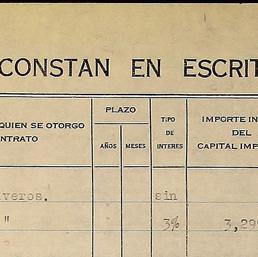 CONSTAN EN ESCRIT
QUIEN SE OTORGO
NTRATO
PLAZO
AÑOS MESES
TIPO
DE
INTERES
IMPORTE IN
DEL
CAPITAL IMP
veros. sin
" 3% 3,29